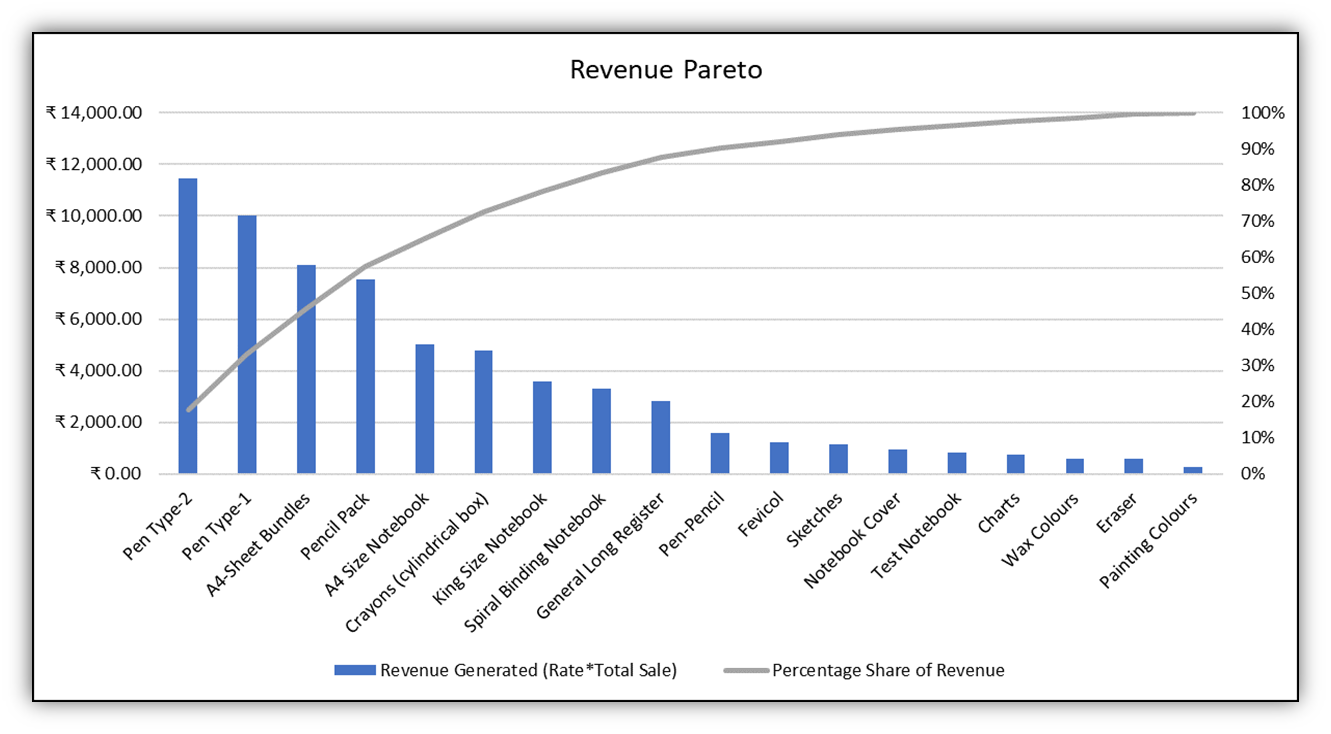 Revenue Pareto
₹ 14,000.00
₹ 12,000.00
₹ 10,000.00
₹ 8,000.00
₹ 6,000.00
₹ 4,000.00
₹ 2,000.00
₹ 0.00
100%
90%
80%
70%
60%
50%
40%
30%
20%
10%
0%
Pen Type-2
Pen Type-1
A4-Sheet Bundles
Pencil Pack
A4 Size Notebook
Crayons (cylindrical box)
King Size Notebook
Spiral Binding Notebook
General Long Register
Pen-Pencil
Fevicol
Sketches
Notebook Cover
Test Notebook
Charts
Wax Colours
Eraser
Painting Colours
Revenue Generated (Rate*Total Sale)
Percentage Share of Revenue